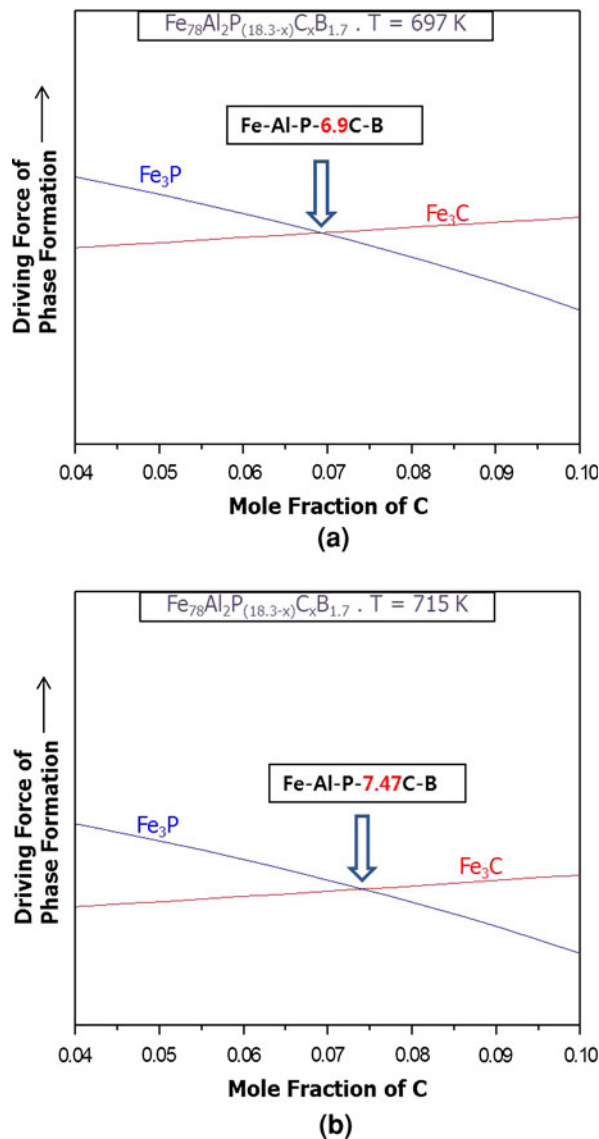 Fe₇₈Al₂P₍₁₈.₃₋ₓ₎CₓB₁.₇ . T = 697 K
Fe-Al-P-6.9C-B
Fe₃P
Fe₃C
Driving Force of
Phase Formation
0.04 0.05 0.06 0.07 0.08 0.09 0.10
Mole Fraction of C
(a)
Fe₇₈Al₂P₍₁₈.₃₋ₓ₎CₓB₁.₇ . T = 715 K
Fe-Al-P-7.47C-B
Fe₃P
Fe₃C
Driving Force of
Phase Formation
0.04 0.05 0.06 0.07 0.08 0.09 0.10
Mole Fraction of C
(b)